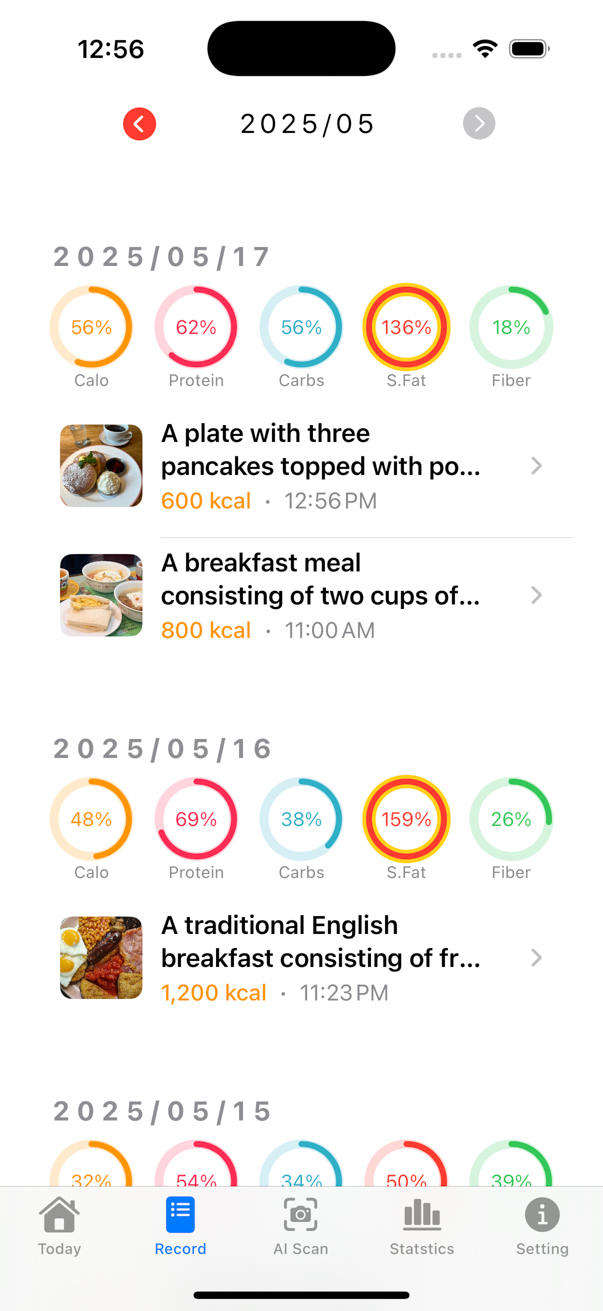 12:56
2025/05
2025/05/17
56% 62% 56% 136% 18%
Calo Protein Carbs S.Fat Fiber
A plate with three
pancakes topped with po...
600 kcal · 12:56 PM
A breakfast meal
consisting of two cups of...
800 kcal · 11:00 AM
2025/05/16
48% 69% 38% 159% 26%
Calo Protein Carbs S.Fat Fiber
A traditional English
breakfast consisting of fr...
1,200 kcal · 11:23 PM
2025/05/15
32% 54% 34% 50% 39%
Today Record AI Scan Statstics Setting